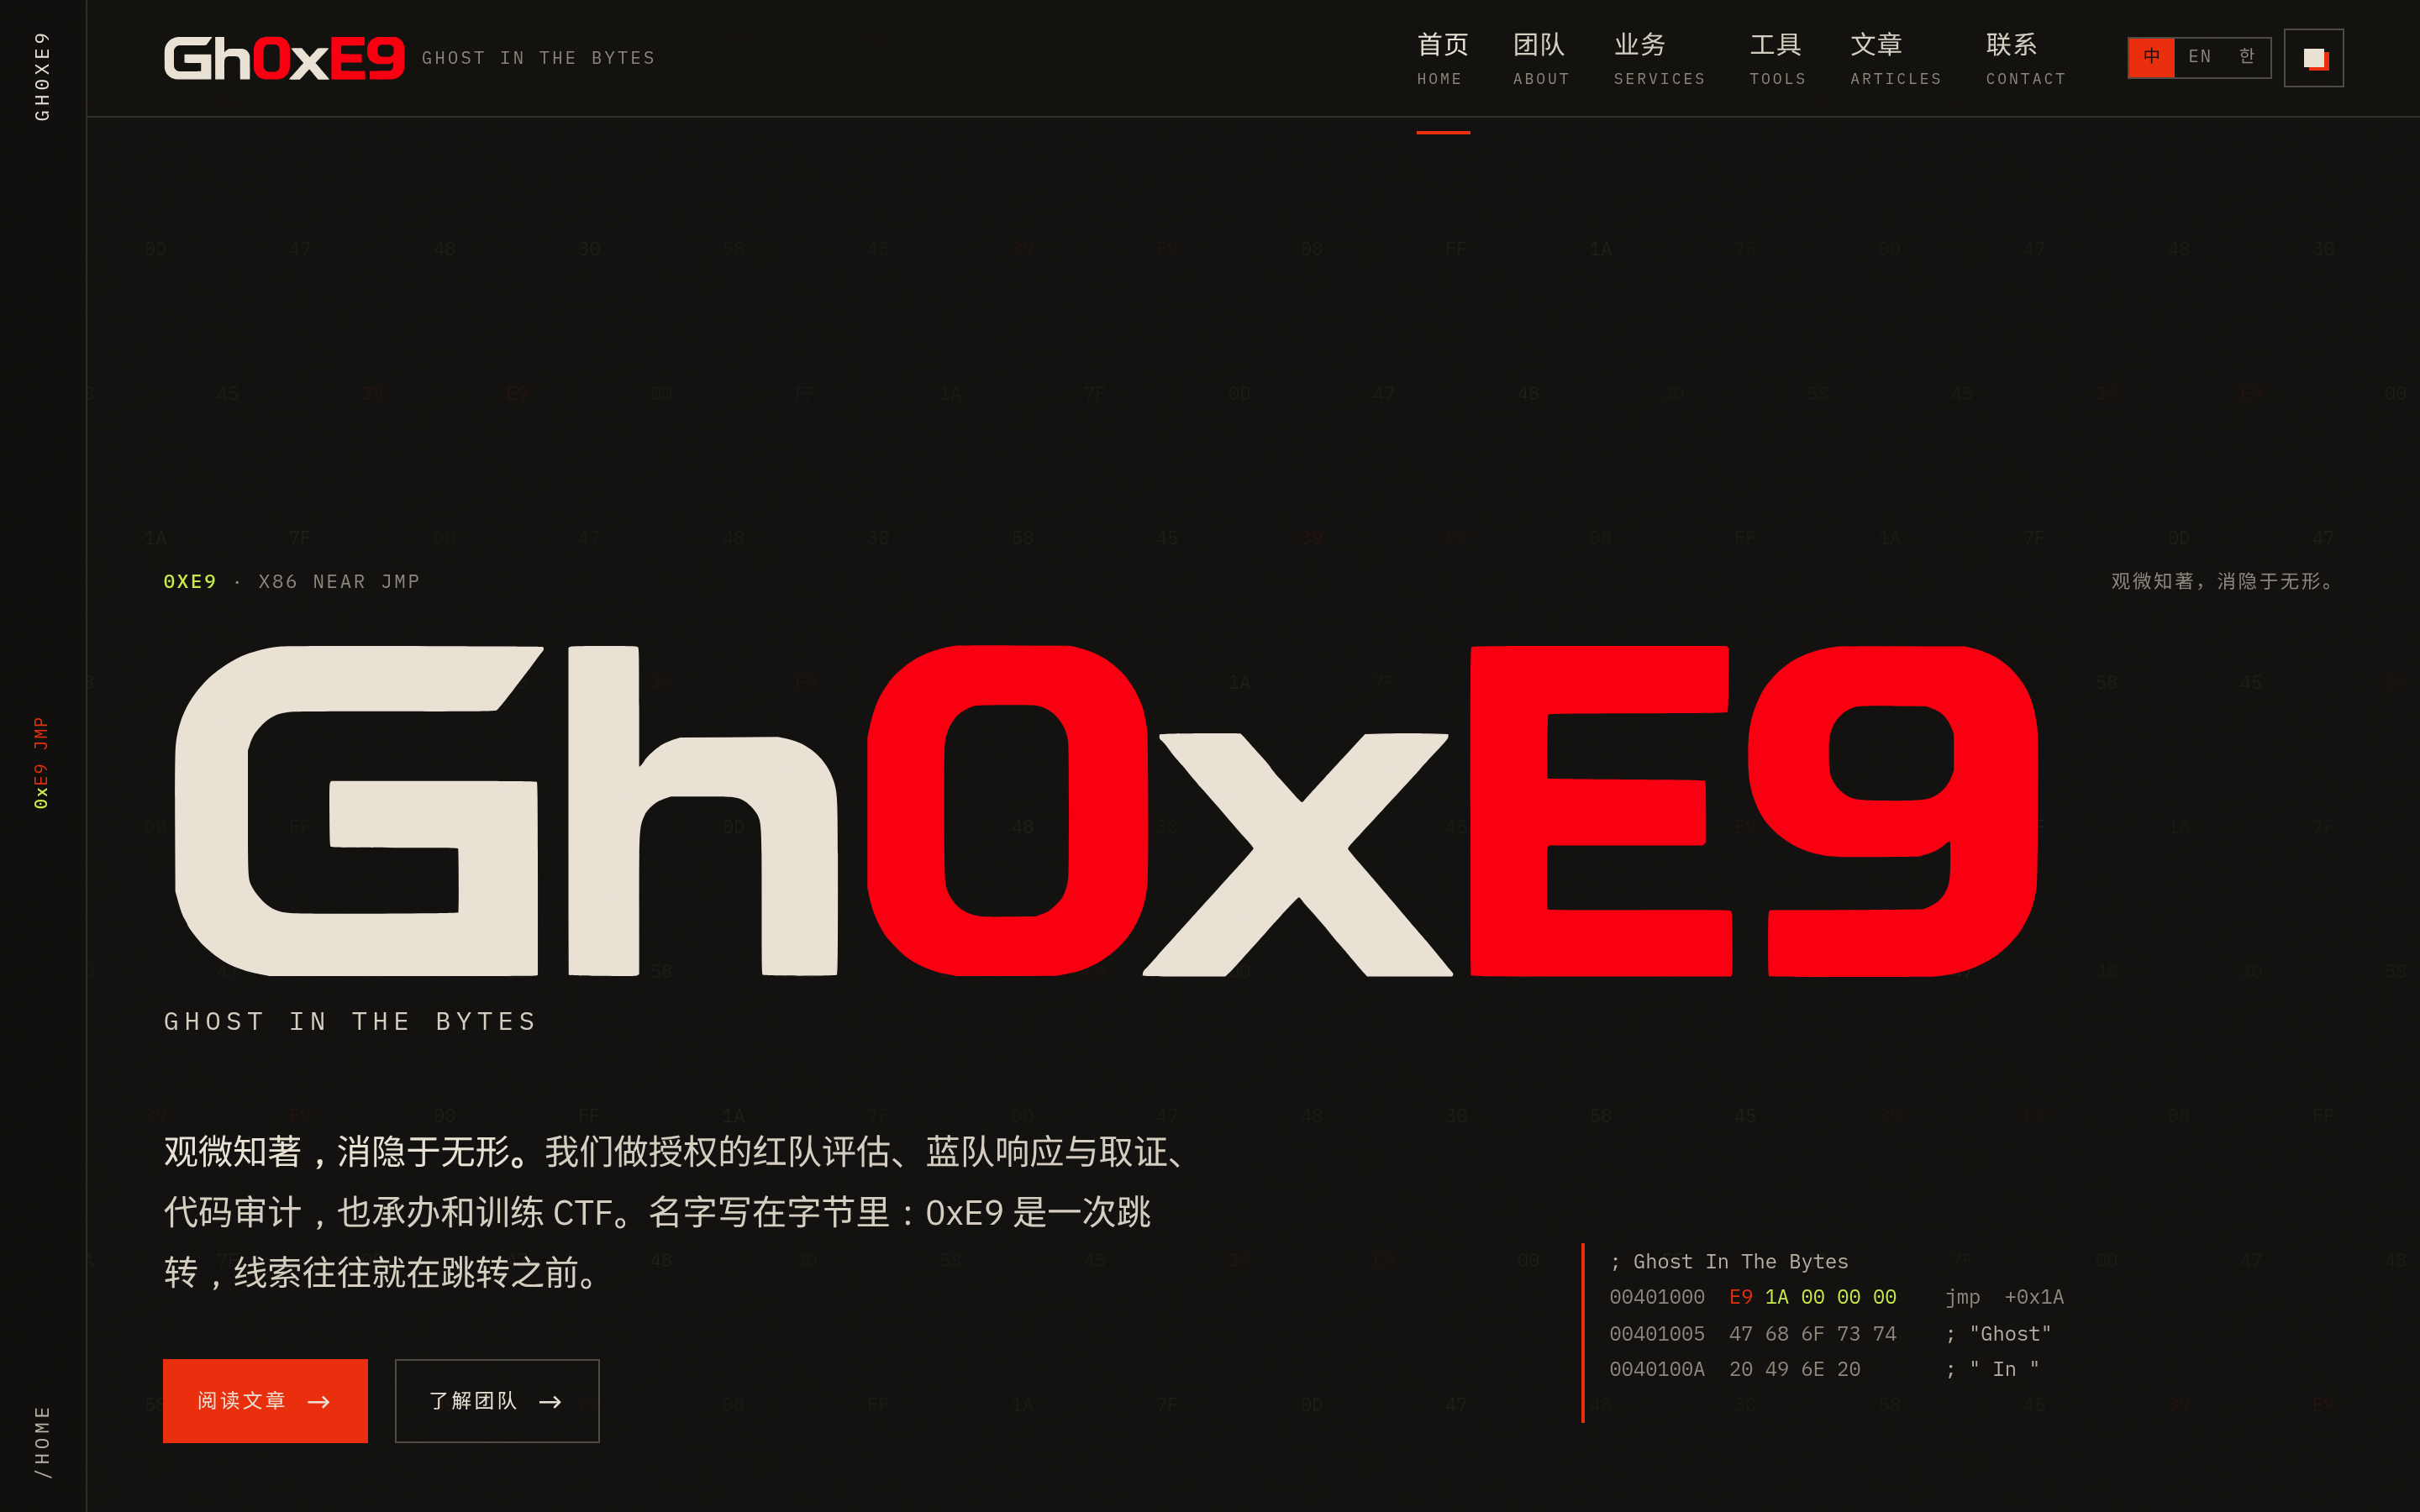 GH0XE9
Gh0xE9 GHOST IN THE BYTES
首页 团队 业务 工具 文章 联系
HOME ABOUT SERVICES TOOLS ARTICLES CONTACT
中 EN 한
0XE9 · X86 NEAR JMP
观微知著，消隐于无形。
Gh0xE9
0xE9 JMP
GHOST IN THE BYTES
观微知著，消隐于无形。我们做授权的红队评估、蓝队响应与取证、
代码审计，也承办和训练 CTF。名字写在字节里：0xE9 是一次跳
转，线索往往就在跳转之前。
; Ghost In The Bytes
00401000 E9 1A 00 00 00 jmp +0x1A
00401005 47 68 6F 73 74 ; "Ghost"
0040100A 20 49 6E 20 ; " In "
阅读文章 →
了解团队 →
/HOME